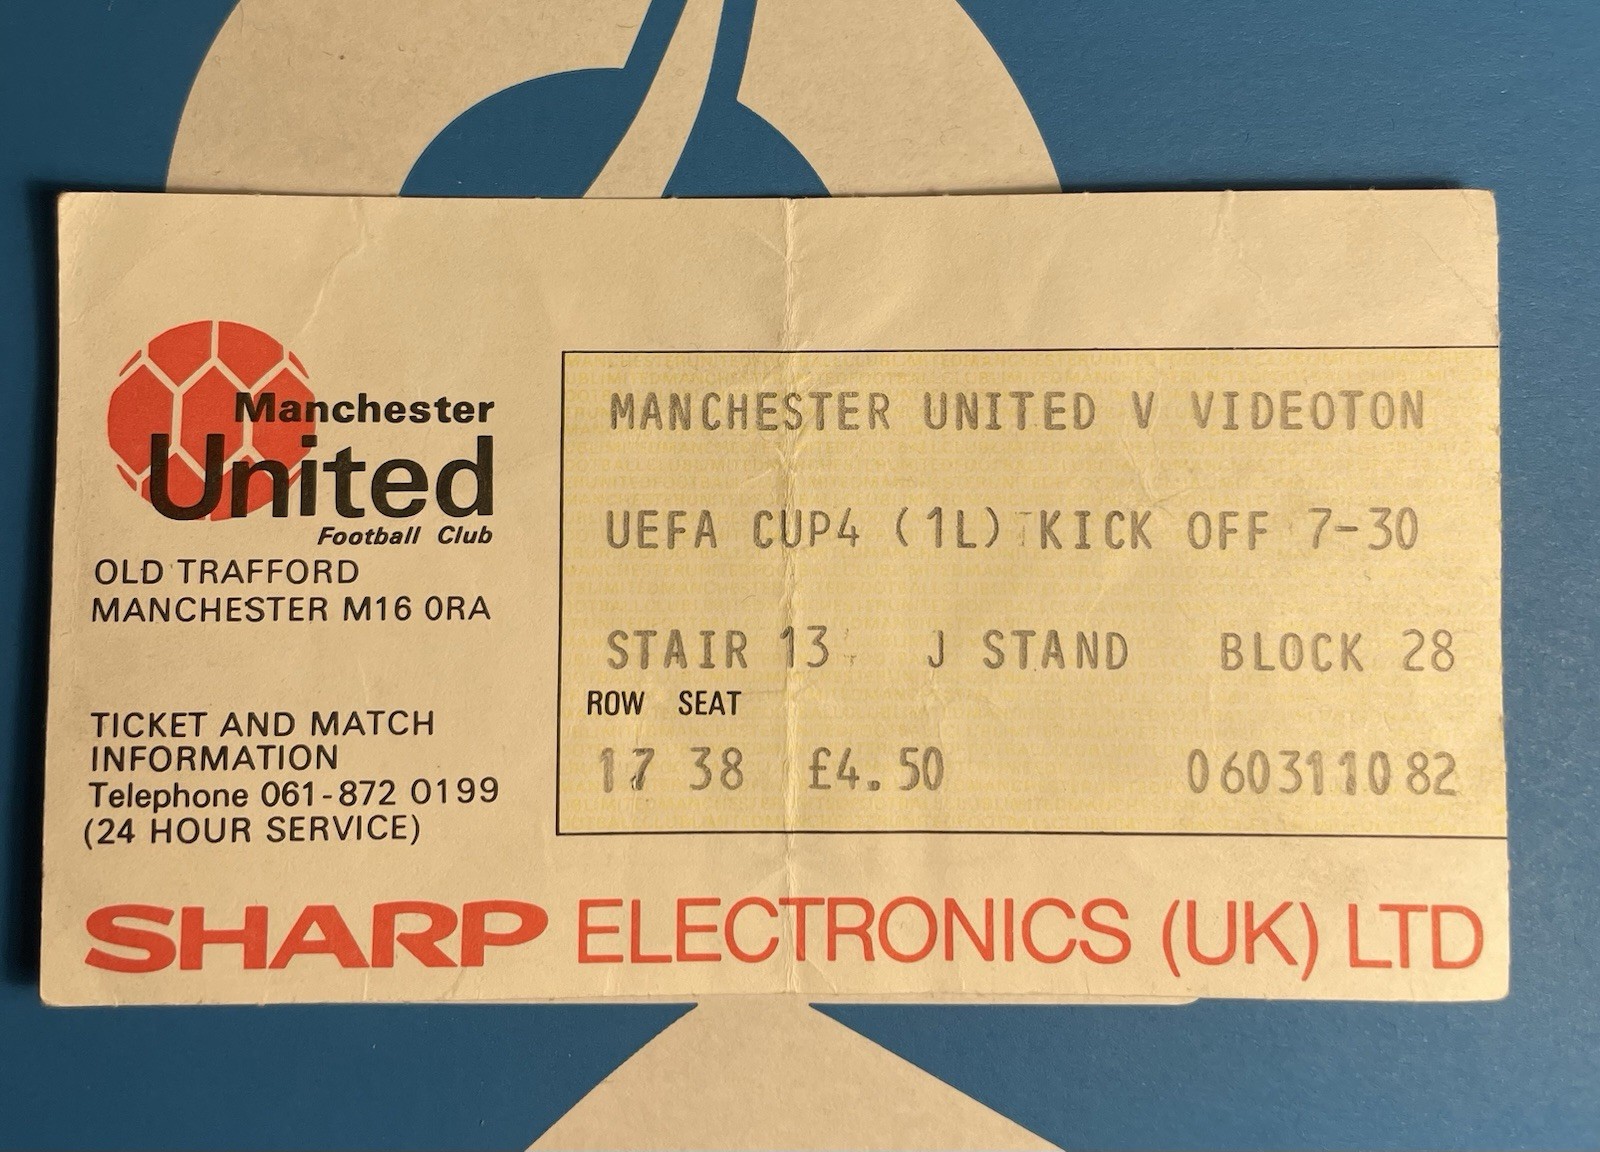 Manchester
United
Football Club
OLD TRAFFORD
MANCHESTER M16 0RA
TICKET AND MATCH
INFORMATION
Telephone 061-872 0199
(24 HOUR SERVICE)
MANCHESTER UNITED V VIDEOTON
UEFA CUP4 (1L) KICK OFF 7-30
STAIR 13 J STAND BLOCK 28
ROW SEAT
17 38 £4.50 0603111082
SHARP ELECTRONICS (UK) LTD